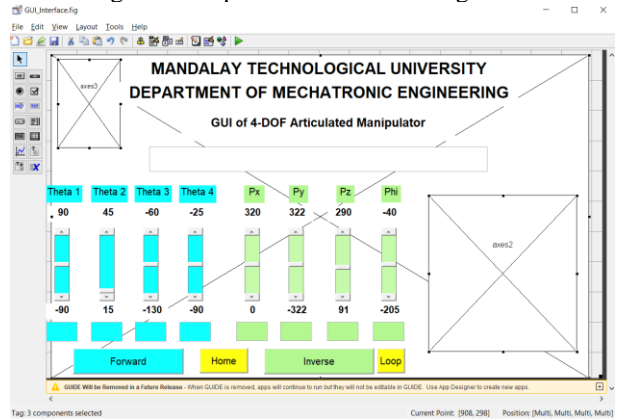 GUI_Interface.fig
File Edit View Layout Tools Help
MANDALAY TECHNOLOGICAL UNIVERSITY
DEPARTMENT OF MECHATRONIC ENGINEERING
GUI of 4-DOF Articulated Manipulator
axes3
Theta 1 Theta 2 Theta 3 Theta 4 Px Py Pz Phi
90 45 -60 -25 320 322 290 -40
axes2
-90 15 -130 -90 0 -322 91 -205
Forward Home Inverse Loop
GUIDE Will be Removed in a Future Release - When GUIDE is removed, apps will continue to run but they will not be editable in GUIDE. Use App Designer to create new apps.
Tag: 3 components selected Current Point: [908, 298] Position: [Multi, Multi, Multi, Multi]